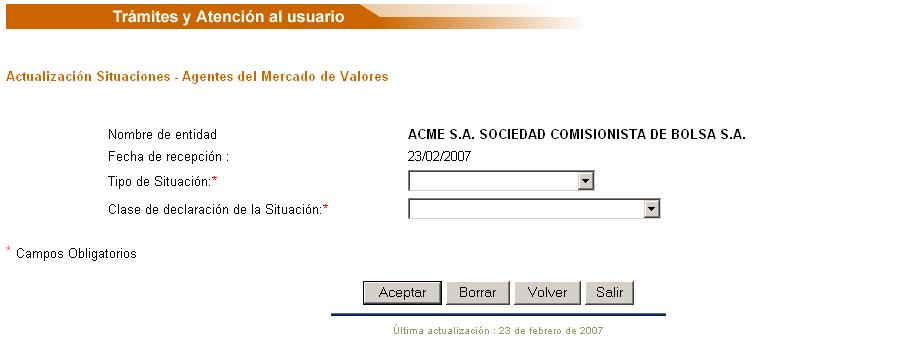 Trámites y Atención al usuario
Actualización Situaciones - Agentes del Mercado de Valores
Nombre de entidad ACME S.A. SOCIEDAD COMISIONISTA DE BOLSA S.A.
Fecha de recepción : 23/02/2007
Tipo de Situación:*
Clase de declaración de la Situación:*
* Campos Obligatorios
Aceptar Borrar Volver Salir
Última actualización : 23 de febrero de 2007